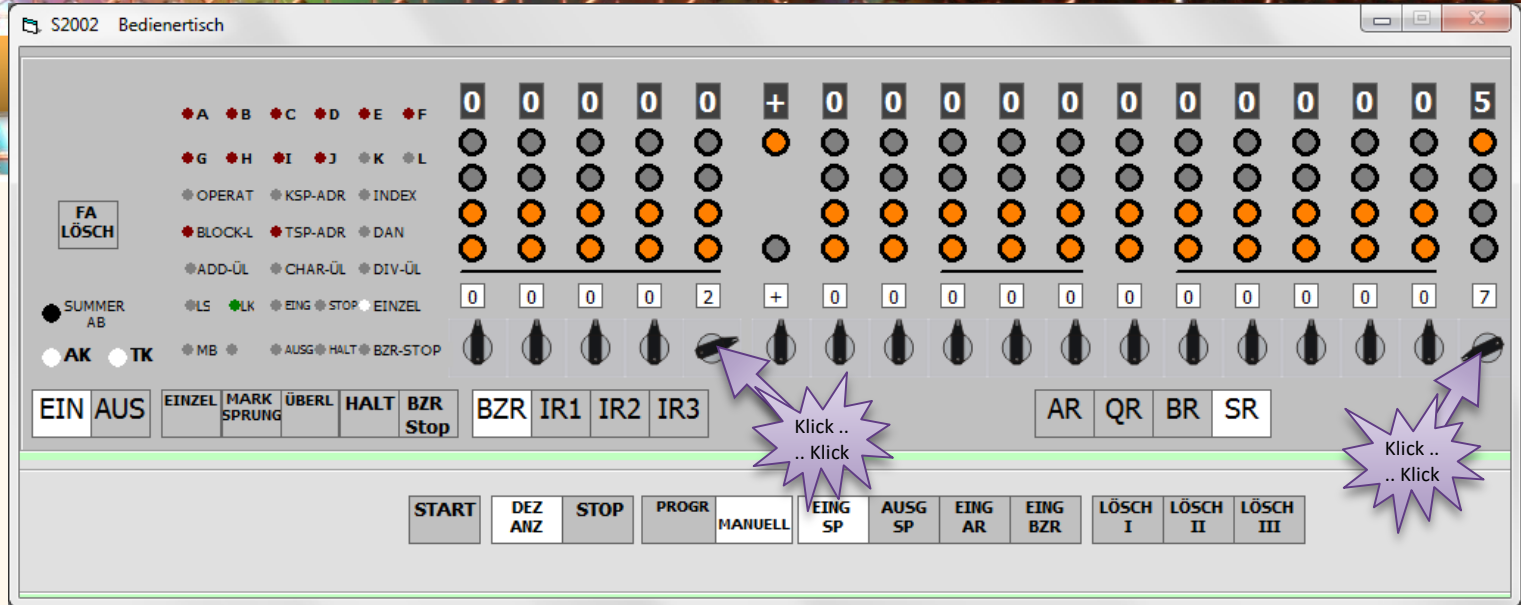 S2002 Bedienertisch
0 0 0 0 0 + 0 0 0 0 0 0 0 0 0 0 0 5
A B C D E F
G H I J K L
OPERAT KSP-ADR INDEX
FA
LÖSCH
BLOCK-L TSP-ADR DAN
ADD-ÜL CHAR-ÜL DIV-ÜL
SUMMER
AB
LS LK EING STOP EINZEL
0 0 0 0 2 + 0 0 0 0 0 0 0 0 0 0 0 7
AK TK
MB AUSG HALT BZR-STOP
EIN AUS
EINZEL
MARK
SPRUNG
ÜBERL
HALT
BZR
Stop
BZR IR1 IR2 IR3
Klick ..
.. Klick
AR QR BR SR
Klick ..
.. Klick
START
DEZ
ANZ
STOP
PROGR
MANUELL
EING
SP
AUSG
SP
EING
AR
EING
BZR
LÖSCH
I
LÖSCH
II
LÖSCH
III